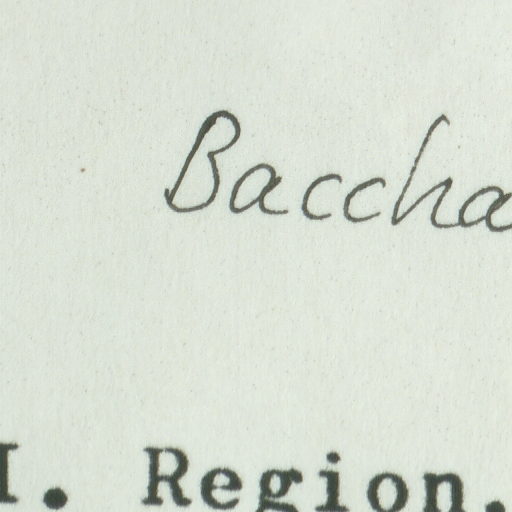 Baccha
I. Region,